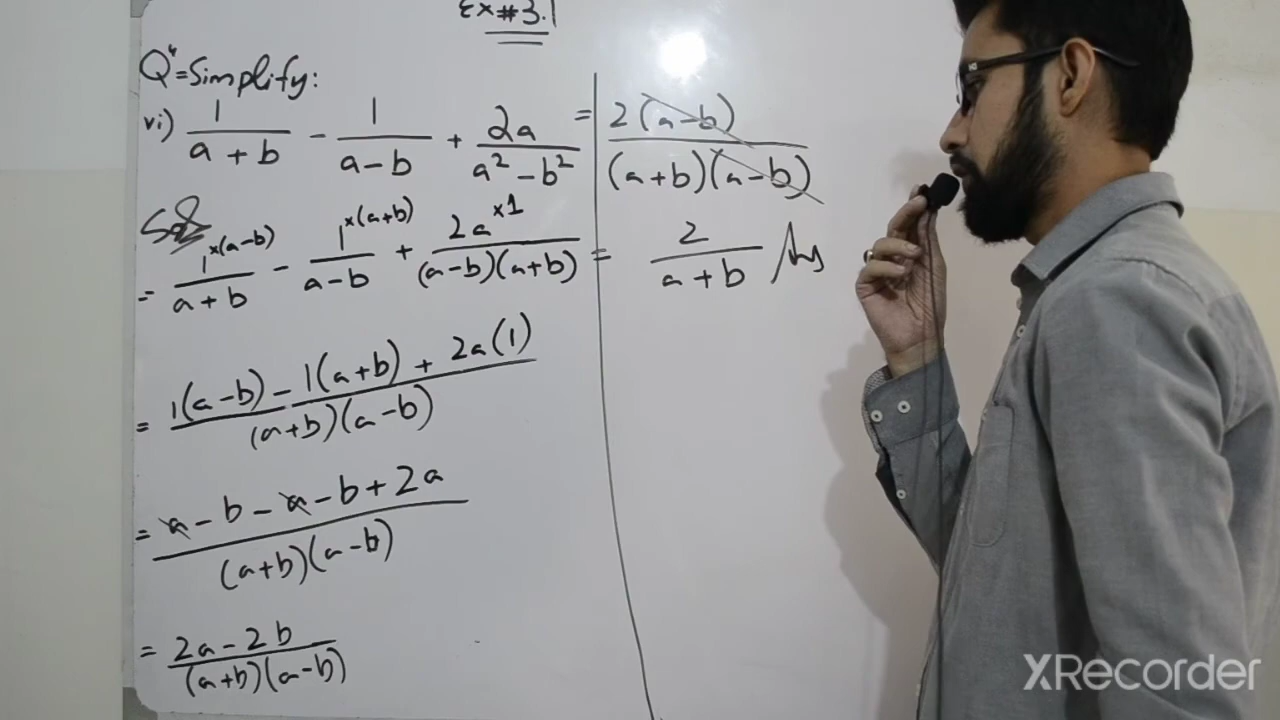 Ex#3.1
Q4=Simplify:
vi) 1/(a+b) - 1/(a-b) + 2a/(a²-b²)
Sol
= 1×(a-b)/(a+b) - 1×(a+b)/(a-b) + 2a×1/(a-b)(a+b)
= 1(a-b) - 1(a+b) + 2a(1)/(a+b)(a-b)
= a - b - a - b + 2a/(a+b)(a-b)
= 2a - 2b/(a+b)(a-b)
= 2(a-b)/(a+b)(a-b)
= 2/(a+b) Ans
XRecorder